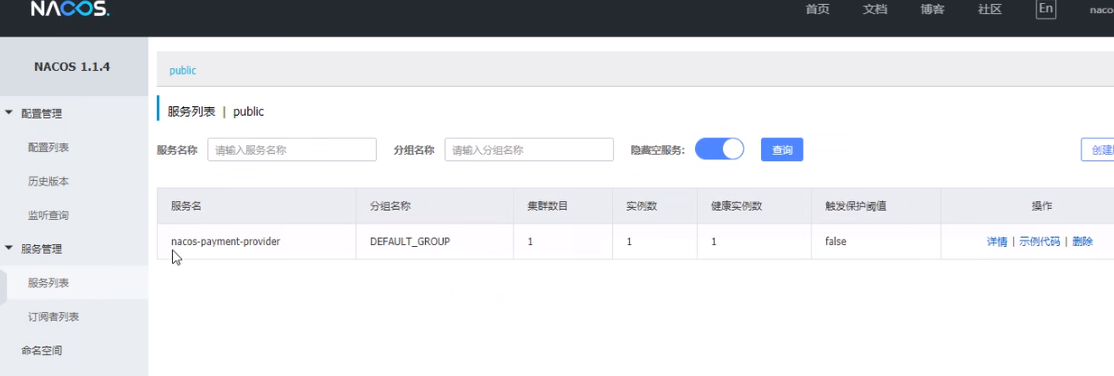 NACOS.
首页 文档 博客 社区 En naco
NACOS 1.1.4
public
配置管理
服务列表 | public
配置列表
服务名称 请输入服务名称 分组名称 请输入分组名称 隐藏空服务: 查询 创建
历史版本
监听查询
服务名 分组名称 集群数目 实例数 健康实例数 触发保护阈值 操作
服务管理
nacos-payment-provider DEFAULT_GROUP 1 1 1 false 详情 | 示例代码 | 删除
服务列表
订阅者列表
命名空间